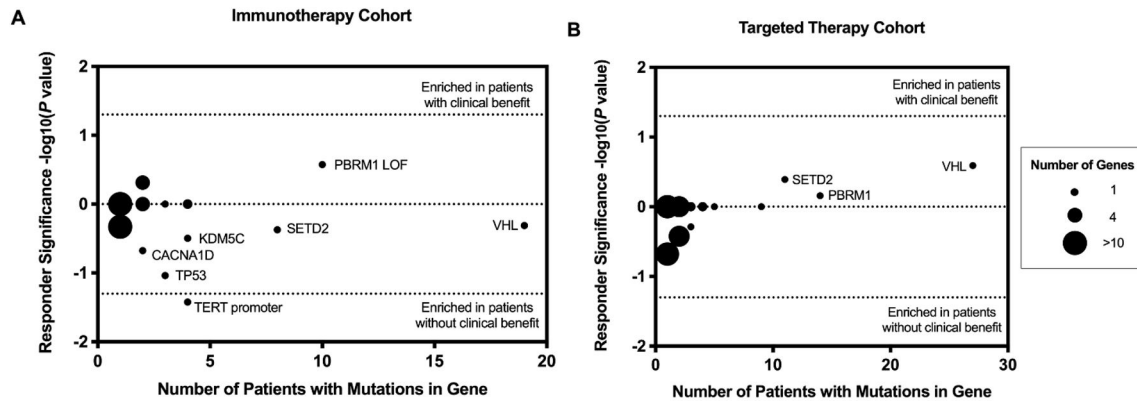 A
Immunotherapy Cohort
Responder Significance -log10(P value)
2
1
0
-1
-2
Enriched in patients
with clinical benefit
PBRM1 LOF
KDM5C
SETD2
VHL
CACNA1D
TP53
TERT promoter
Enriched in patients
without clinical benefit
0
5
10
15
20
Number of Patients with Mutations in Gene
B
Targeted Therapy Cohort
Responder Significance -log10(P value)
2
1
0
-1
-2
Enriched in patients
with clinical benefit
VHL
SETD2
PBRM1
Enriched in patients
without clinical benefit
0
10
20
30
Number of Patients with Mutations in Gene
Number of Genes
1
4
>10